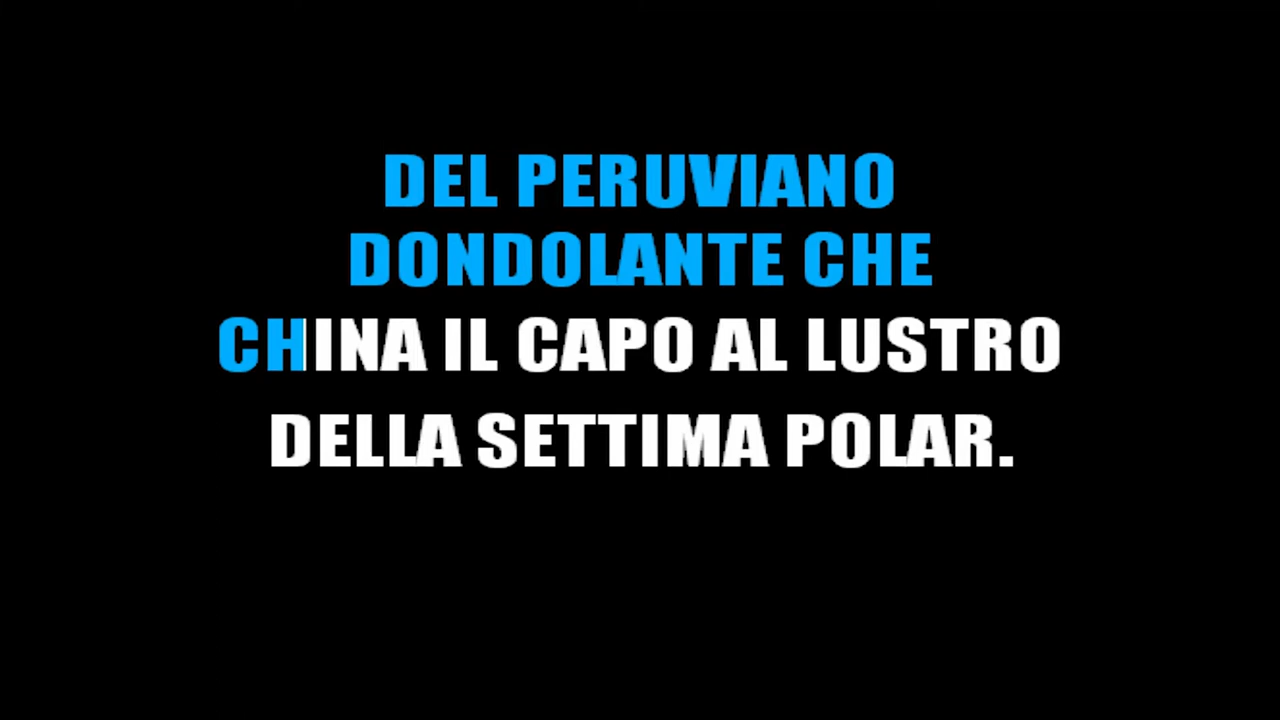 DEL PERUVIANO
DONDOLANTE CHE
CHINA IL CAPO AL LUSTRO
DELLA SETTIMA POLAR.